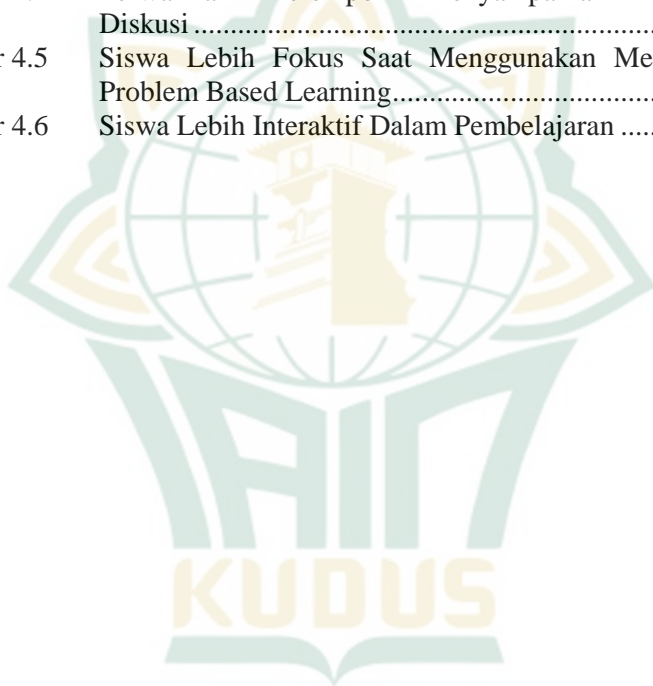 Diskusi ..........................................................
r 4.5 Siswa Lebih Fokus Saat Menggunakan Me
Problem Based Learning.............................
r 4.6 Siswa Lebih Interaktif Dalam Pembelajaran .....
IAIN
KUDUS